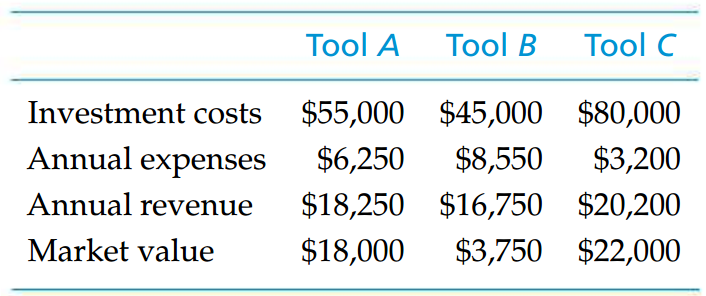 Tool A Tool B Tool C
Investment costs $55,000 $45,000 $80,000
Annual expenses $6,250 $8,550 $3,200
Annual revenue $18,250 $16,750 $20,200
Market value $18,000 $3,750 $22,000